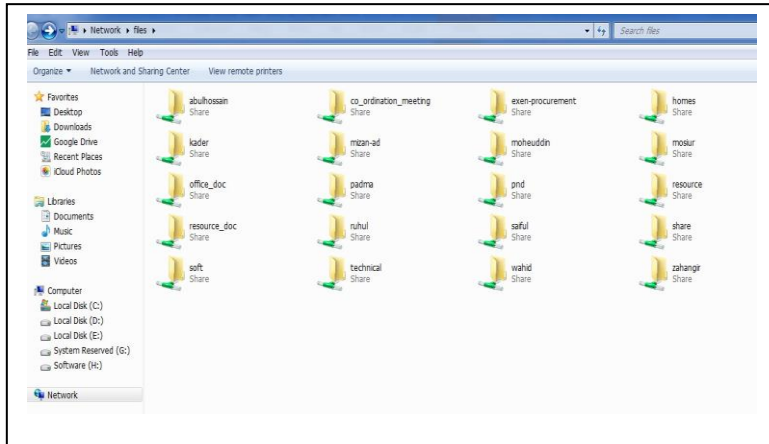 Network ▸ files ▸
Search files
File Edit View Tools Help
Organize ▾ Network and Sharing Center View remote printers
Favorites
Desktop
Downloads
Google Drive
Recent Places
iCloud Photos
Libraries
Documents
Music
Pictures
Videos
Computer
Local Disk (C:)
Local Disk (D:)
Local Disk (E:)
System Reserved (G:)
Software (H:)
Network
abulhossain
Share
co_ordination_meeting
Share
exen-procurement
Share
homes
Share
kader
Share
mizan-ad
Share
moheuddin
Share
mosiur
Share
office_doc
Share
padma
Share
pnd
Share
resource
Share
resource_doc
Share
ruhul
Share
saiful
Share
share
Share
soft
Share
technical
Share
wahid
Share
zahangir
Share